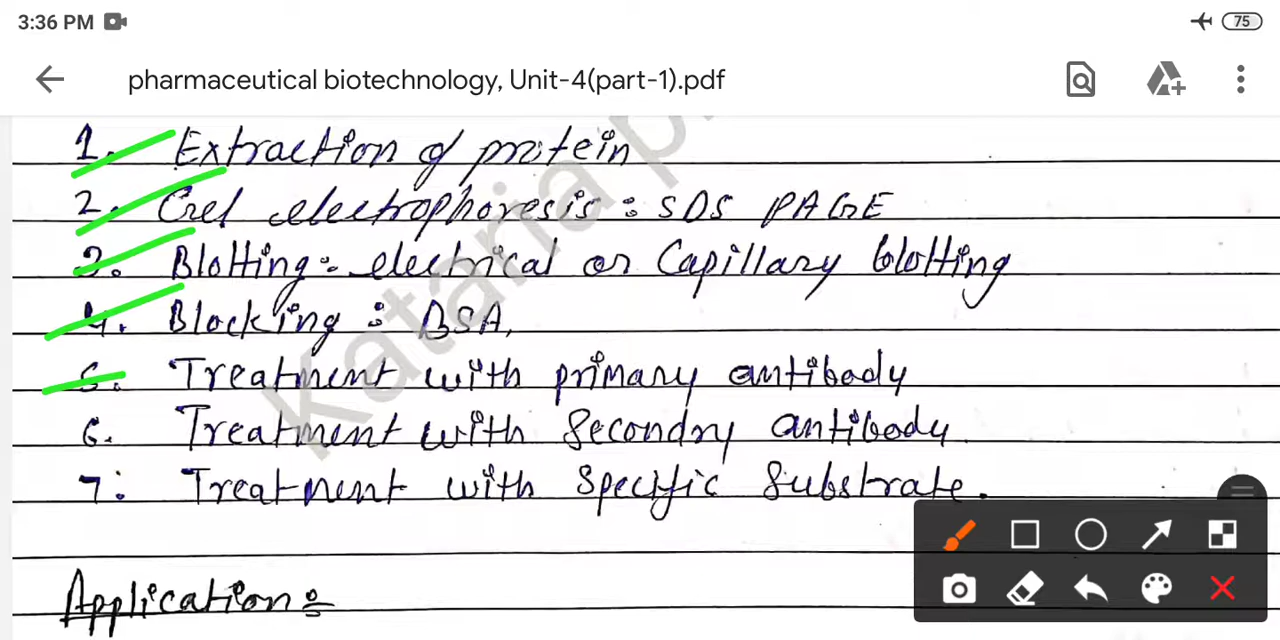 3:36 PM
75
pharmaceutical biotechnology, Unit-4(part-1).pdf
1. Extraction of protein
2. Gel electrophoresis : SDS PAGE
3. Blotting:- electrical or Capillary blotting
4. Blocking : BSA,
5. Treatment with primary antibody
6. Treatment with Secondry antibody
7: Treatment with Specific Substrate.
Application:-
Kataria p